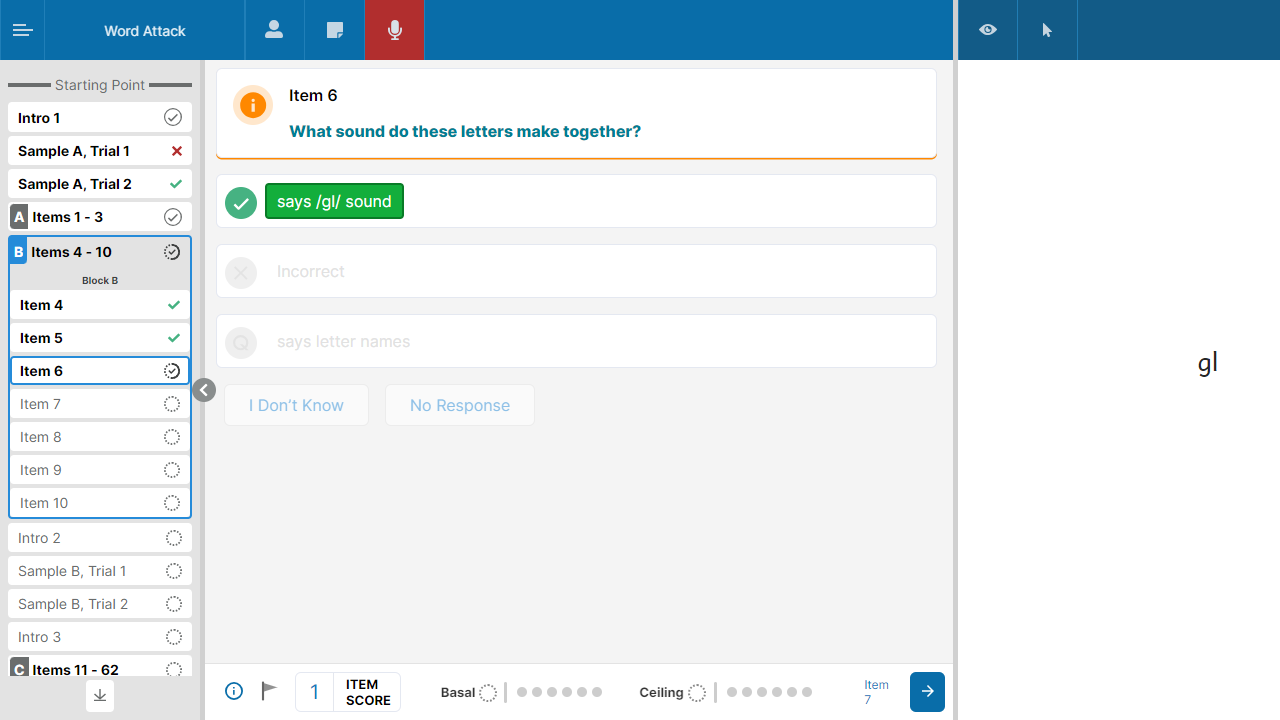 Word Attack
Starting Point
Intro 1
Sample A, Trial 1
Sample A, Trial 2
A Items 1 - 3
B Items 4 - 10
Block B
Item 4
Item 5
Item 6
Item 7
Item 8
Item 9
Item 10
Intro 2
Sample B, Trial 1
Sample B, Trial 2
Intro 3
C Items 11 - 62
Item 6
What sound do these letters make together?
says /gl/ sound
Incorrect
Q says letter names
I Don’t Know
No Response
1
ITEM
SCORE
Basal
Ceiling
Item
7
gl